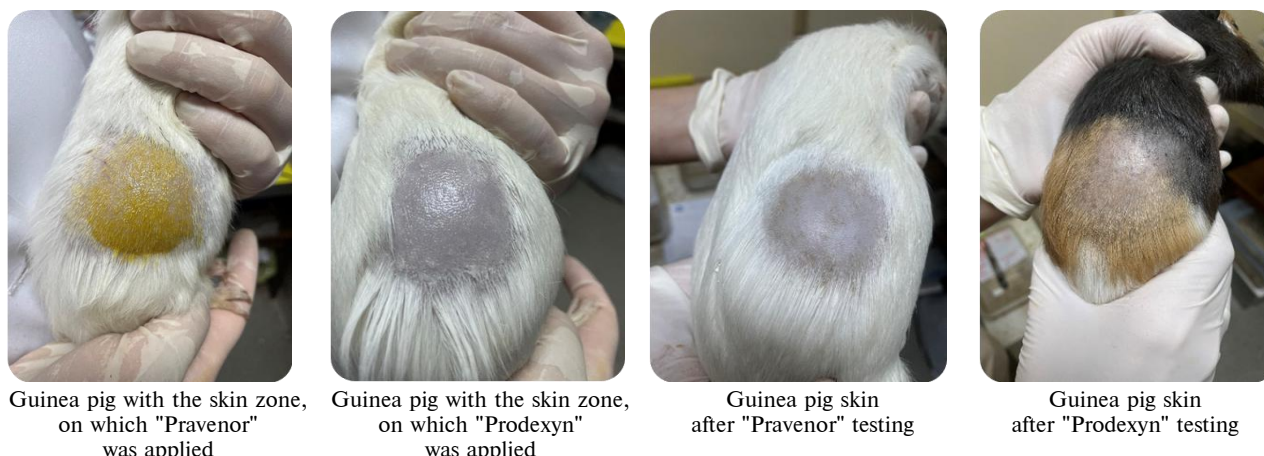 Guinea pig with the skin zone,
on which "Pravenor"
was applied
Guinea pig with the skin zone,
on which "Prodexyn"
was applied
Guinea pig skin
after "Pravenor" testing
Guinea pig skin
after "Prodexyn" testing